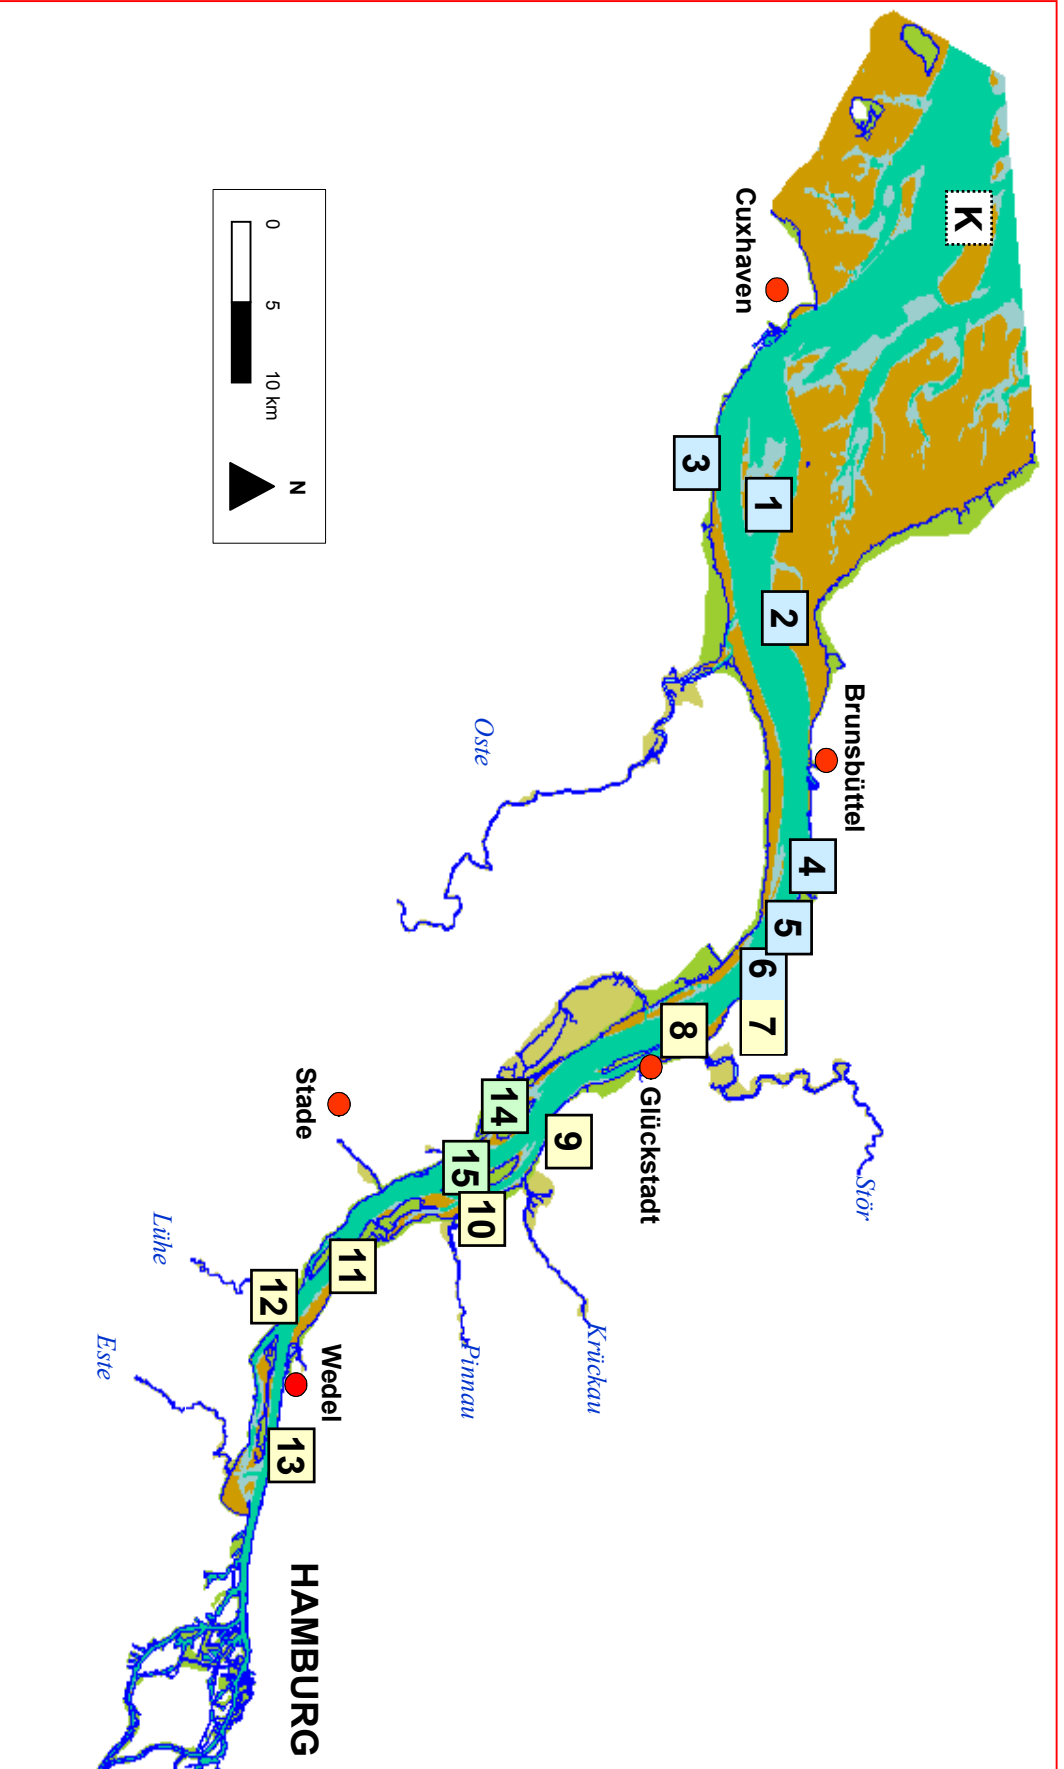 K
Cuxhaven
3
1
2
Brunsbüttel
Oste
4
5
6
7
8
Glückstadt
Stör
14
9
Stade
15
10
Krückau
Pinnau
11
Lühe
12
Wedel
Este
13
HAMBURG
0 5 10 km
N